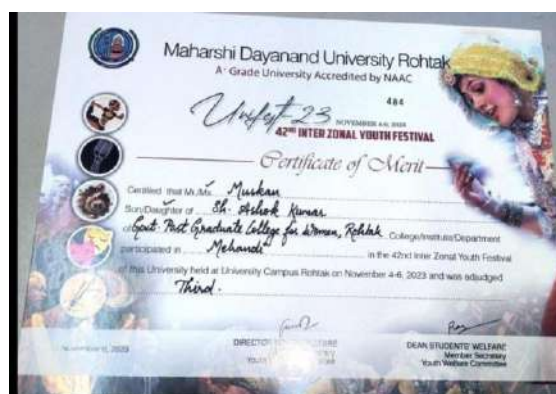 Maharshi Dayanand University Rohtak
A+ Grade University Accredited by NAAC
484
Unifest-23
NOVEMBER 4-6, 2023
42ND INTER ZONAL YOUTH FESTIVAL
Certificate of Merit
Certified that Mr./Ms. Muskan
Son/Daughter of Sh. Ashok Kumar
of Govt. Post Graduate College for Women, Rohtak College/Institute/Department
participated in Mehandi in the 42nd Inter Zonal Youth Festival
of this University held at University Campus Rohtak on November 4-6, 2023 and was adjudged
Third.
November 6, 2023
DIRECTOR
DEAN STUDENTS' WELFARE
Member Secretary
Youth Welfare Committee